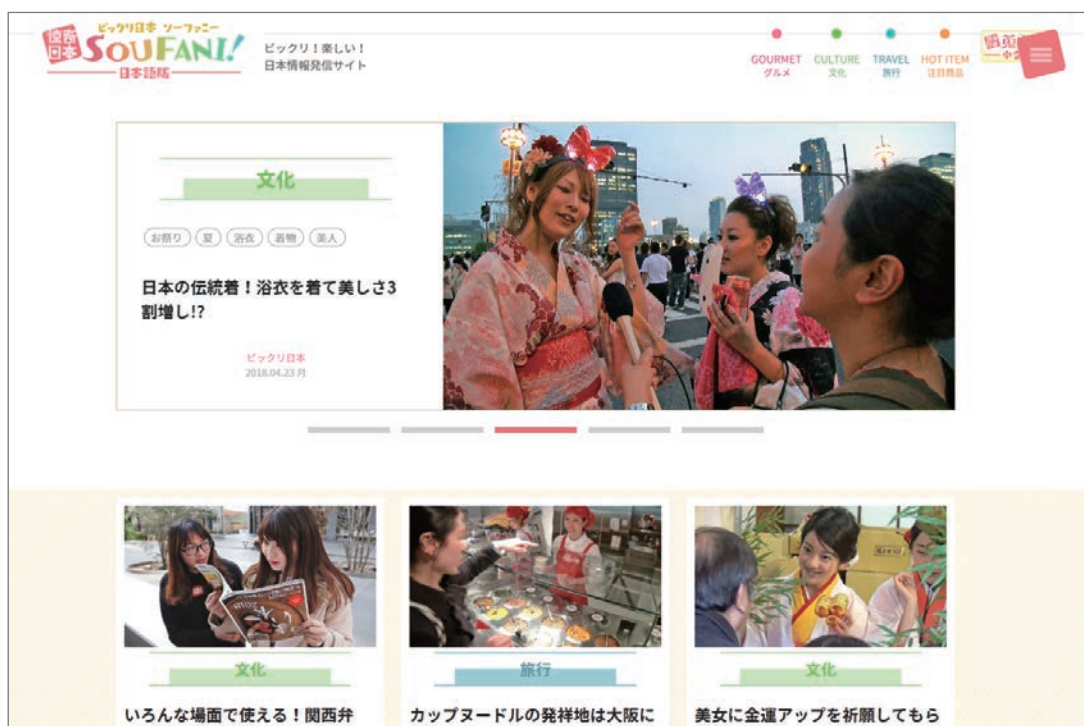 ビックリ日本 ソーファニー
SOUFANI!
日本語版
ビックリ!楽しい!
日本情報発信サイト
GOURMET
グルメ
CULTURE
文化
TRAVEL
旅行
HOT ITEM
注目商品
文化
お祭り 夏 浴衣 着物 美人
日本の伝統着!浴衣を着て美しさ3
割増し!?
ビックリ日本
2018.04.23 月
文化
いろんな場面で使える!関西弁
旅行
カップヌードルの発祥地は大阪に
文化
美女に金運アップを祈願してもら